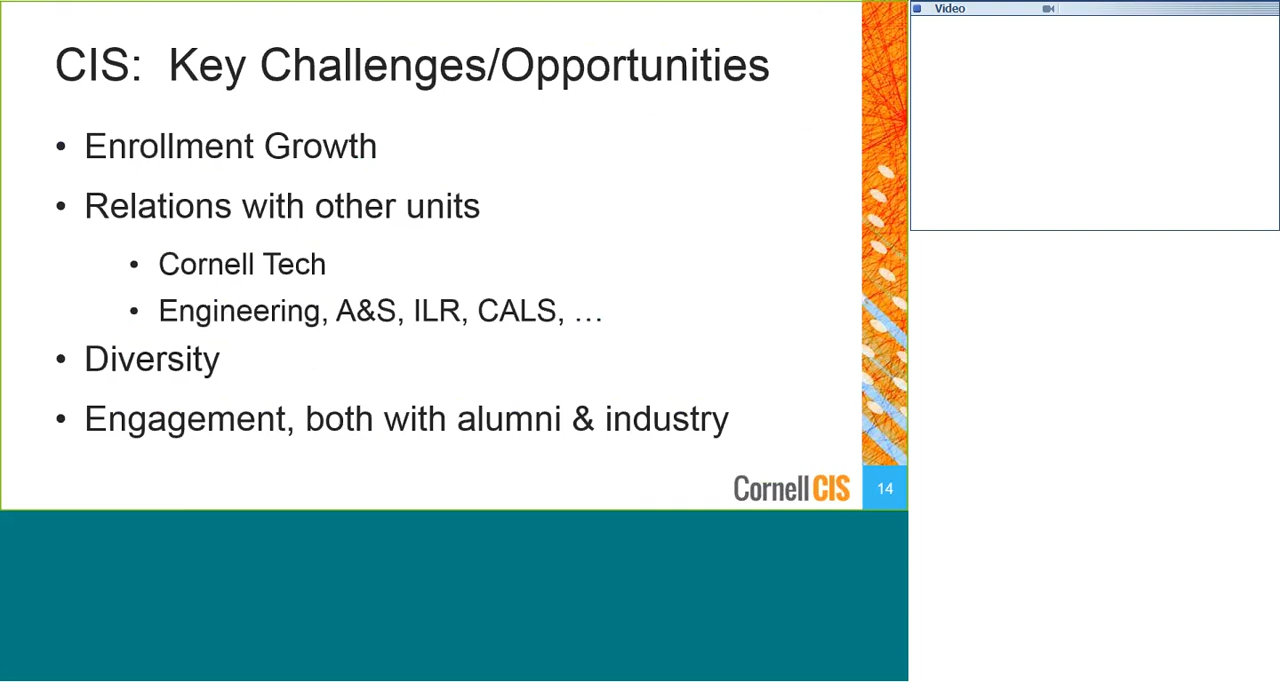 CIS: Key Challenges/Opportunities
• Enrollment Growth
• Relations with other units
• Cornell Tech
• Engineering, A&S, ILR, CALS, …
• Diversity
• Engagement, both with alumni & industry
Cornell CIS
14
Video